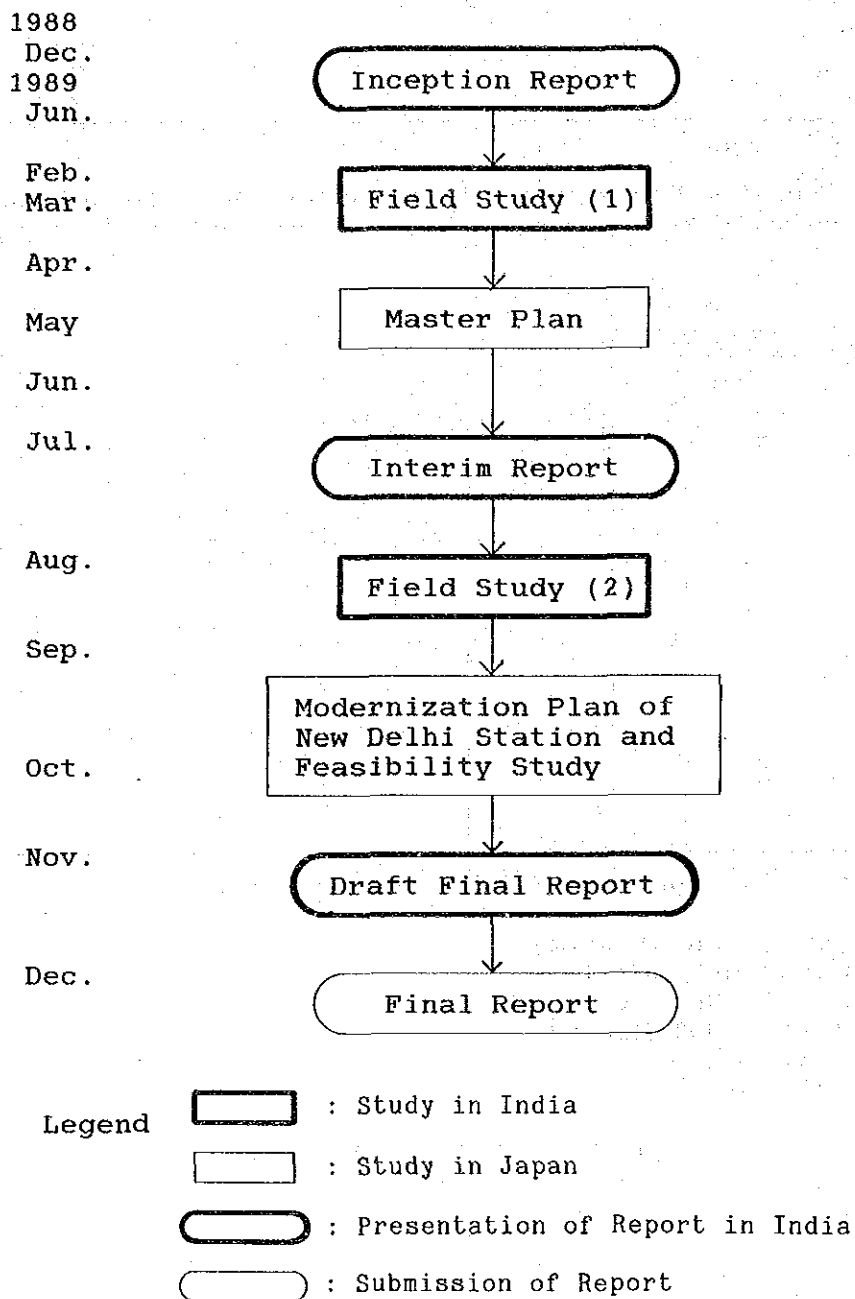 1988
Dec.
1989
Jun.
Inception Report
Feb.
Mar.
Field Study (1)
Apr.
May
Master Plan
Jun.
Jul.
Interim Report
Aug.
Field Study (2)
Sep.
Modernization Plan of
New Delhi Station and
Feasibility Study
Oct.
Nov.
Draft Final Report
Dec.
Final Report
Legend
: Study in India
: Study in Japan
: Presentation of Report in India
: Submission of Report